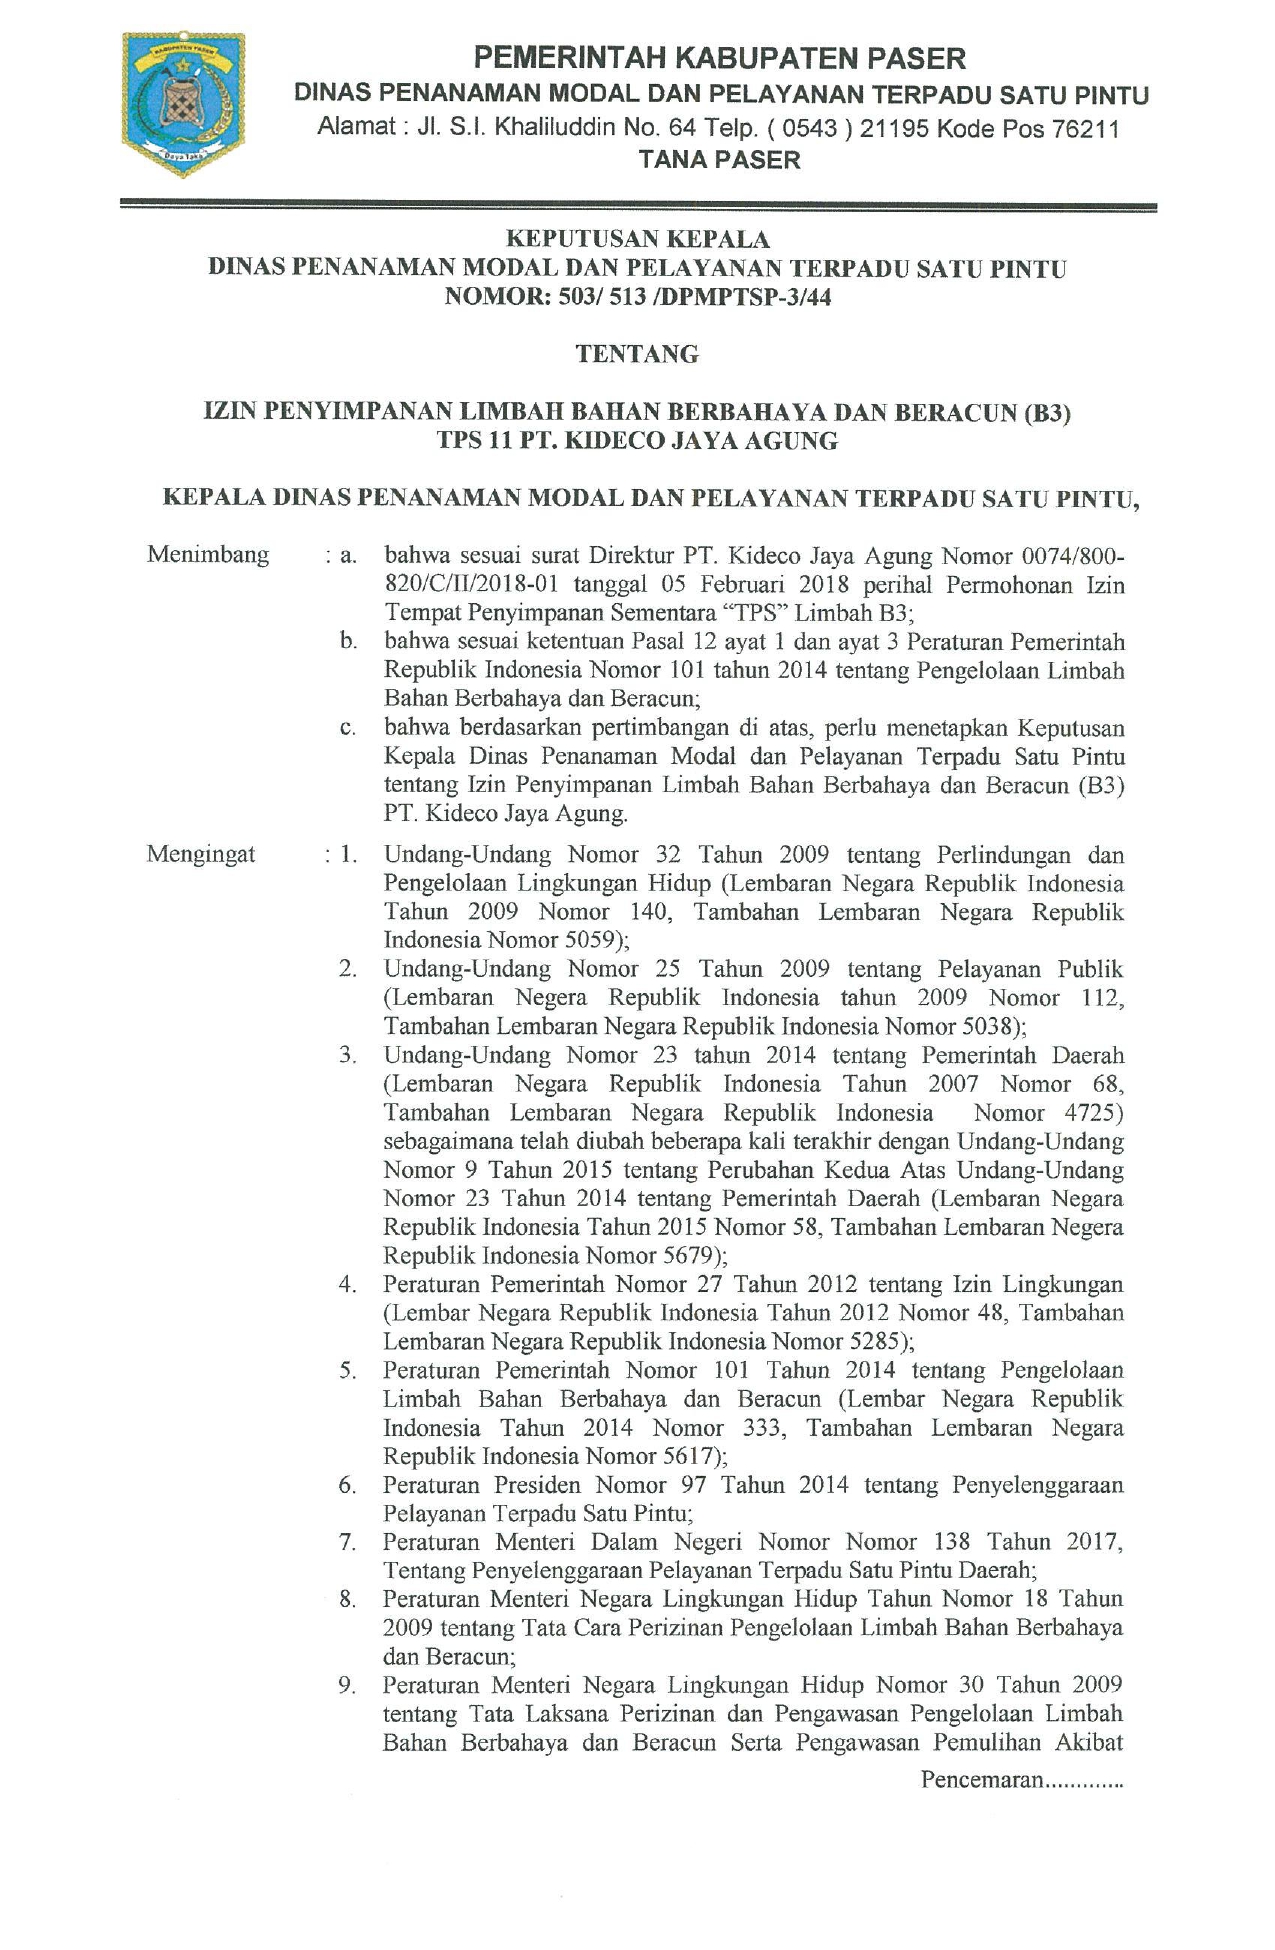 KABUPATEN PASER
Daya Taka
PEMERINTAH KABUPATEN PASER
DINAS PENANAMAN MODAL DAN PELAYANAN TERPADU SATU PINTU
Alamat : Jl. S.I. Khaliluddin No. 64 Telp. ( 0543 ) 21195 Kode Pos 76211
TANA PASER
KEPUTUSAN KEPALA
DINAS PENANAMAN MODAL DAN PELAYANAN TERPADU SATU PINTU
NOMOR: 503/ 513 /DPMPTSP-3/44
TENTANG
IZIN PENYIMPANAN LIMBAH BAHAN BERBAHAYA DAN BERACUN (B3)
TPS 11 PT. KIDECO JAYA AGUNG
KEPALA DINAS PENANAMAN MODAL DAN PELAYANAN TERPADU SATU PINTU,
Menimbang : a. bahwa sesuai surat Direktur PT. Kideco Jaya Agung Nomor 0074/800-
820/C/II/2018-01 tanggal 05 Februari 2018 perihal Permohonan Izin
Tempat Penyimpanan Sementara “TPS” Limbah B3;
b. bahwa sesuai ketentuan Pasal 12 ayat 1 dan ayat 3 Peraturan Pemerintah
Republik Indonesia Nomor 101 tahun 2014 tentang Pengelolaan Limbah
Bahan Berbahaya dan Beracun;
c. bahwa berdasarkan pertimbangan di atas, perlu menetapkan Keputusan
Kepala Dinas Penanaman Modal dan Pelayanan Terpadu Satu Pintu
tentang Izin Penyimpanan Limbah Bahan Berbahaya dan Beracun (B3)
PT. Kideco Jaya Agung.
Mengingat : 1. Undang-Undang Nomor 32 Tahun 2009 tentang Perlindungan dan
Pengelolaan Lingkungan Hidup (Lembaran Negara Republik Indonesia
Tahun 2009 Nomor 140, Tambahan Lembaran Negara Republik
Indonesia Nomor 5059);
2. Undang-Undang Nomor 25 Tahun 2009 tentang Pelayanan Publik
(Lembaran Negera Republik Indonesia tahun 2009 Nomor 112,
Tambahan Lembaran Negara Republik Indonesia Nomor 5038);
3. Undang-Undang Nomor 23 tahun 2014 tentang Pemerintah Daerah
(Lembaran Negara Republik Indonesia Tahun 2007 Nomor 68,
Tambahan Lembaran Negara Republik Indonesia Nomor 4725)
sebagaimana telah diubah beberapa kali terakhir dengan Undang-Undang
Nomor 9 Tahun 2015 tentang Perubahan Kedua Atas Undang-Undang
Nomor 23 Tahun 2014 tentang Pemerintah Daerah (Lembaran Negara
Republik Indonesia Tahun 2015 Nomor 58, Tambahan Lembaran Negera
Republik Indonesia Nomor 5679);
4. Peraturan Pemerintah Nomor 27 Tahun 2012 tentang Izin Lingkungan
(Lembar Negara Republik Indonesia Tahun 2012 Nomor 48, Tambahan
Lembaran Negara Republik Indonesia Nomor 5285);
5. Peraturan Pemerintah Nomor 101 Tahun 2014 tentang Pengelolaan
Limbah Bahan Berbahaya dan Beracun (Lembar Negara Republik
Indonesia Tahun 2014 Nomor 333, Tambahan Lembaran Negara
Republik Indonesia Nomor 5617);
6. Peraturan Presiden Nomor 97 Tahun 2014 tentang Penyelenggaraan
Pelayanan Terpadu Satu Pintu;
7. Peraturan Menteri Dalam Negeri Nomor Nomor 138 Tahun 2017,
Tentang Penyelenggaraan Pelayanan Terpadu Satu Pintu Daerah;
8. Peraturan Menteri Negara Lingkungan Hidup Tahun Nomor 18 Tahun
2009 tentang Tata Cara Perizinan Pengelolaan Limbah Bahan Berbahaya
dan Beracun;
9. Peraturan Menteri Negara Lingkungan Hidup Nomor 30 Tahun 2009
tentang Tata Laksana Perizinan dan Pengawasan Pengelolaan Limbah
Bahan Berbahaya dan Beracun Serta Pengawasan Pemulihan Akibat
Pencemaran.............